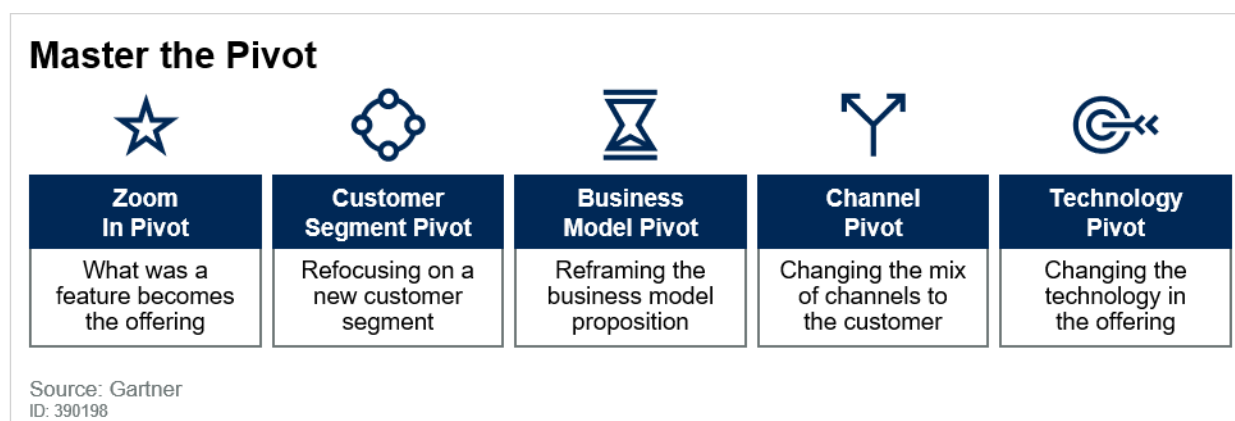 Master the Pivot
Zoom
In Pivot
What was a
feature becomes
the offering
Customer
Segment Pivot
Refocusing on a
new customer
segment
Business
Model Pivot
Reframing the
business model
proposition
Channel
Pivot
Changing the mix
of channels to
the customer
Technology
Pivot
Changing the
technology in
the offering
Source: Gartner
ID: 390198